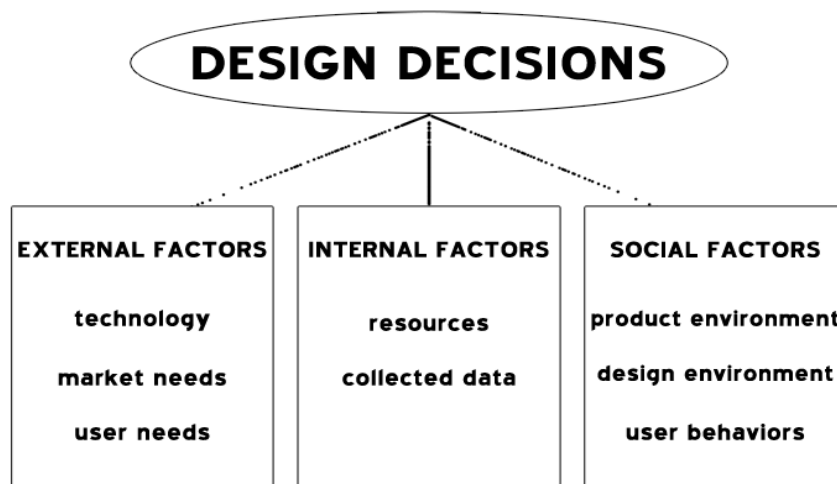 DESIGN DECISIONS
EXTERNAL FACTORS
technology
market needs
user needs
INTERNAL FACTORS
resources
collected data
SOCIAL FACTORS
product environment
design environment
user behaviors